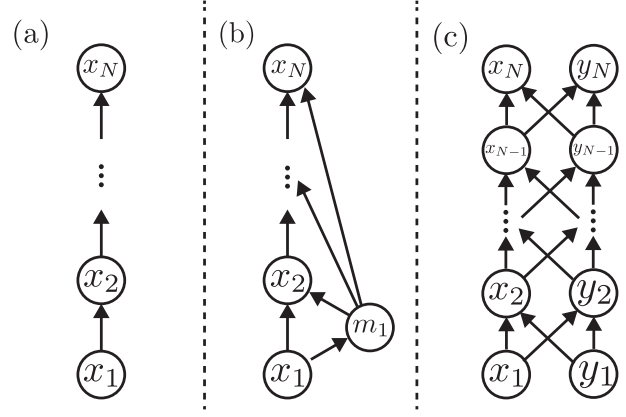 (a)
x_N
⋮
x_2
x_1
(b)
x_N
⋮
x_2
m_1
x_1
(c)
x_N y_N
x_{N-1} y_{N-1}
⋮ ⋮
x_2 y_2
x_1 y_1